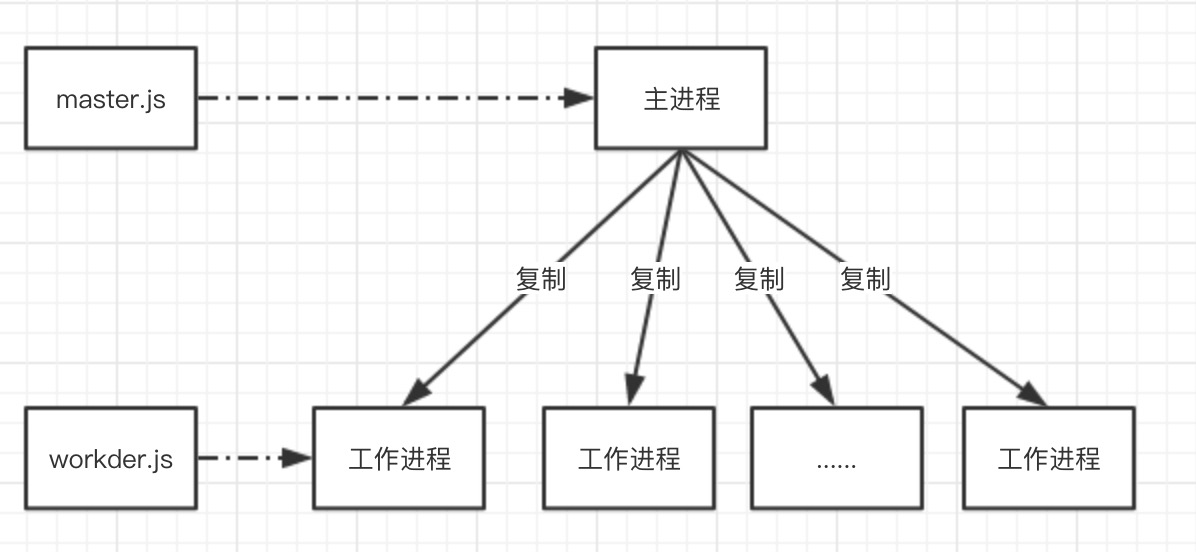 master.js
主进程
复制
复制
复制
复制
workder.js
工作进程
工作进程
......
工作进程